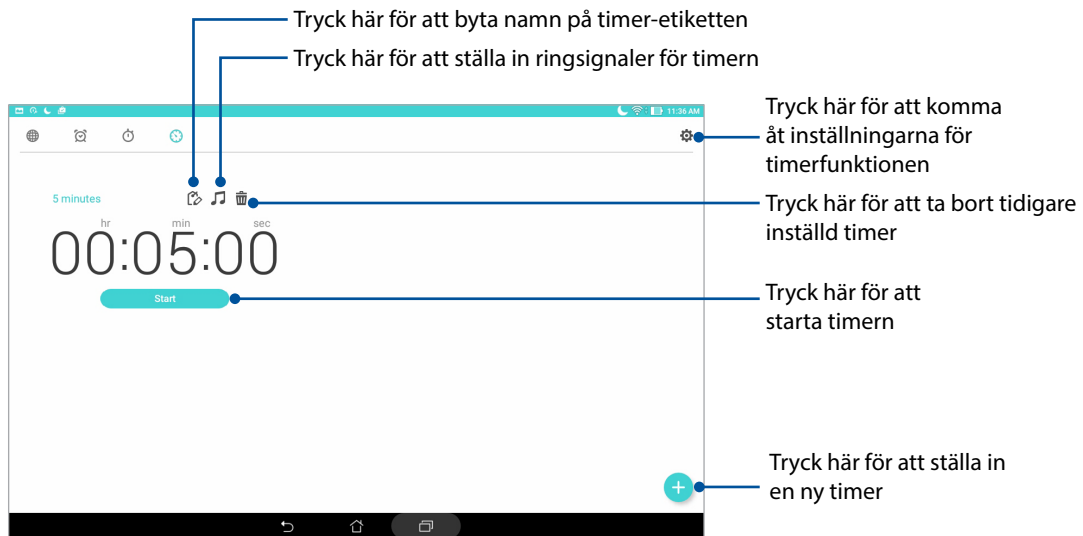 Tryck här för att byta namn på timer-etiketten
Tryck här för att ställa in ringsignaler för timern
11:36 AM
Tryck här för att komma
åt inställningarna för
timerfunktionen
5 minutes
Tryck här för att ta bort tidigare
inställd timer
hr min sec
00:05:00
Start
Tryck här för att
starta timern
Tryck här för att ställa in
en ny timer